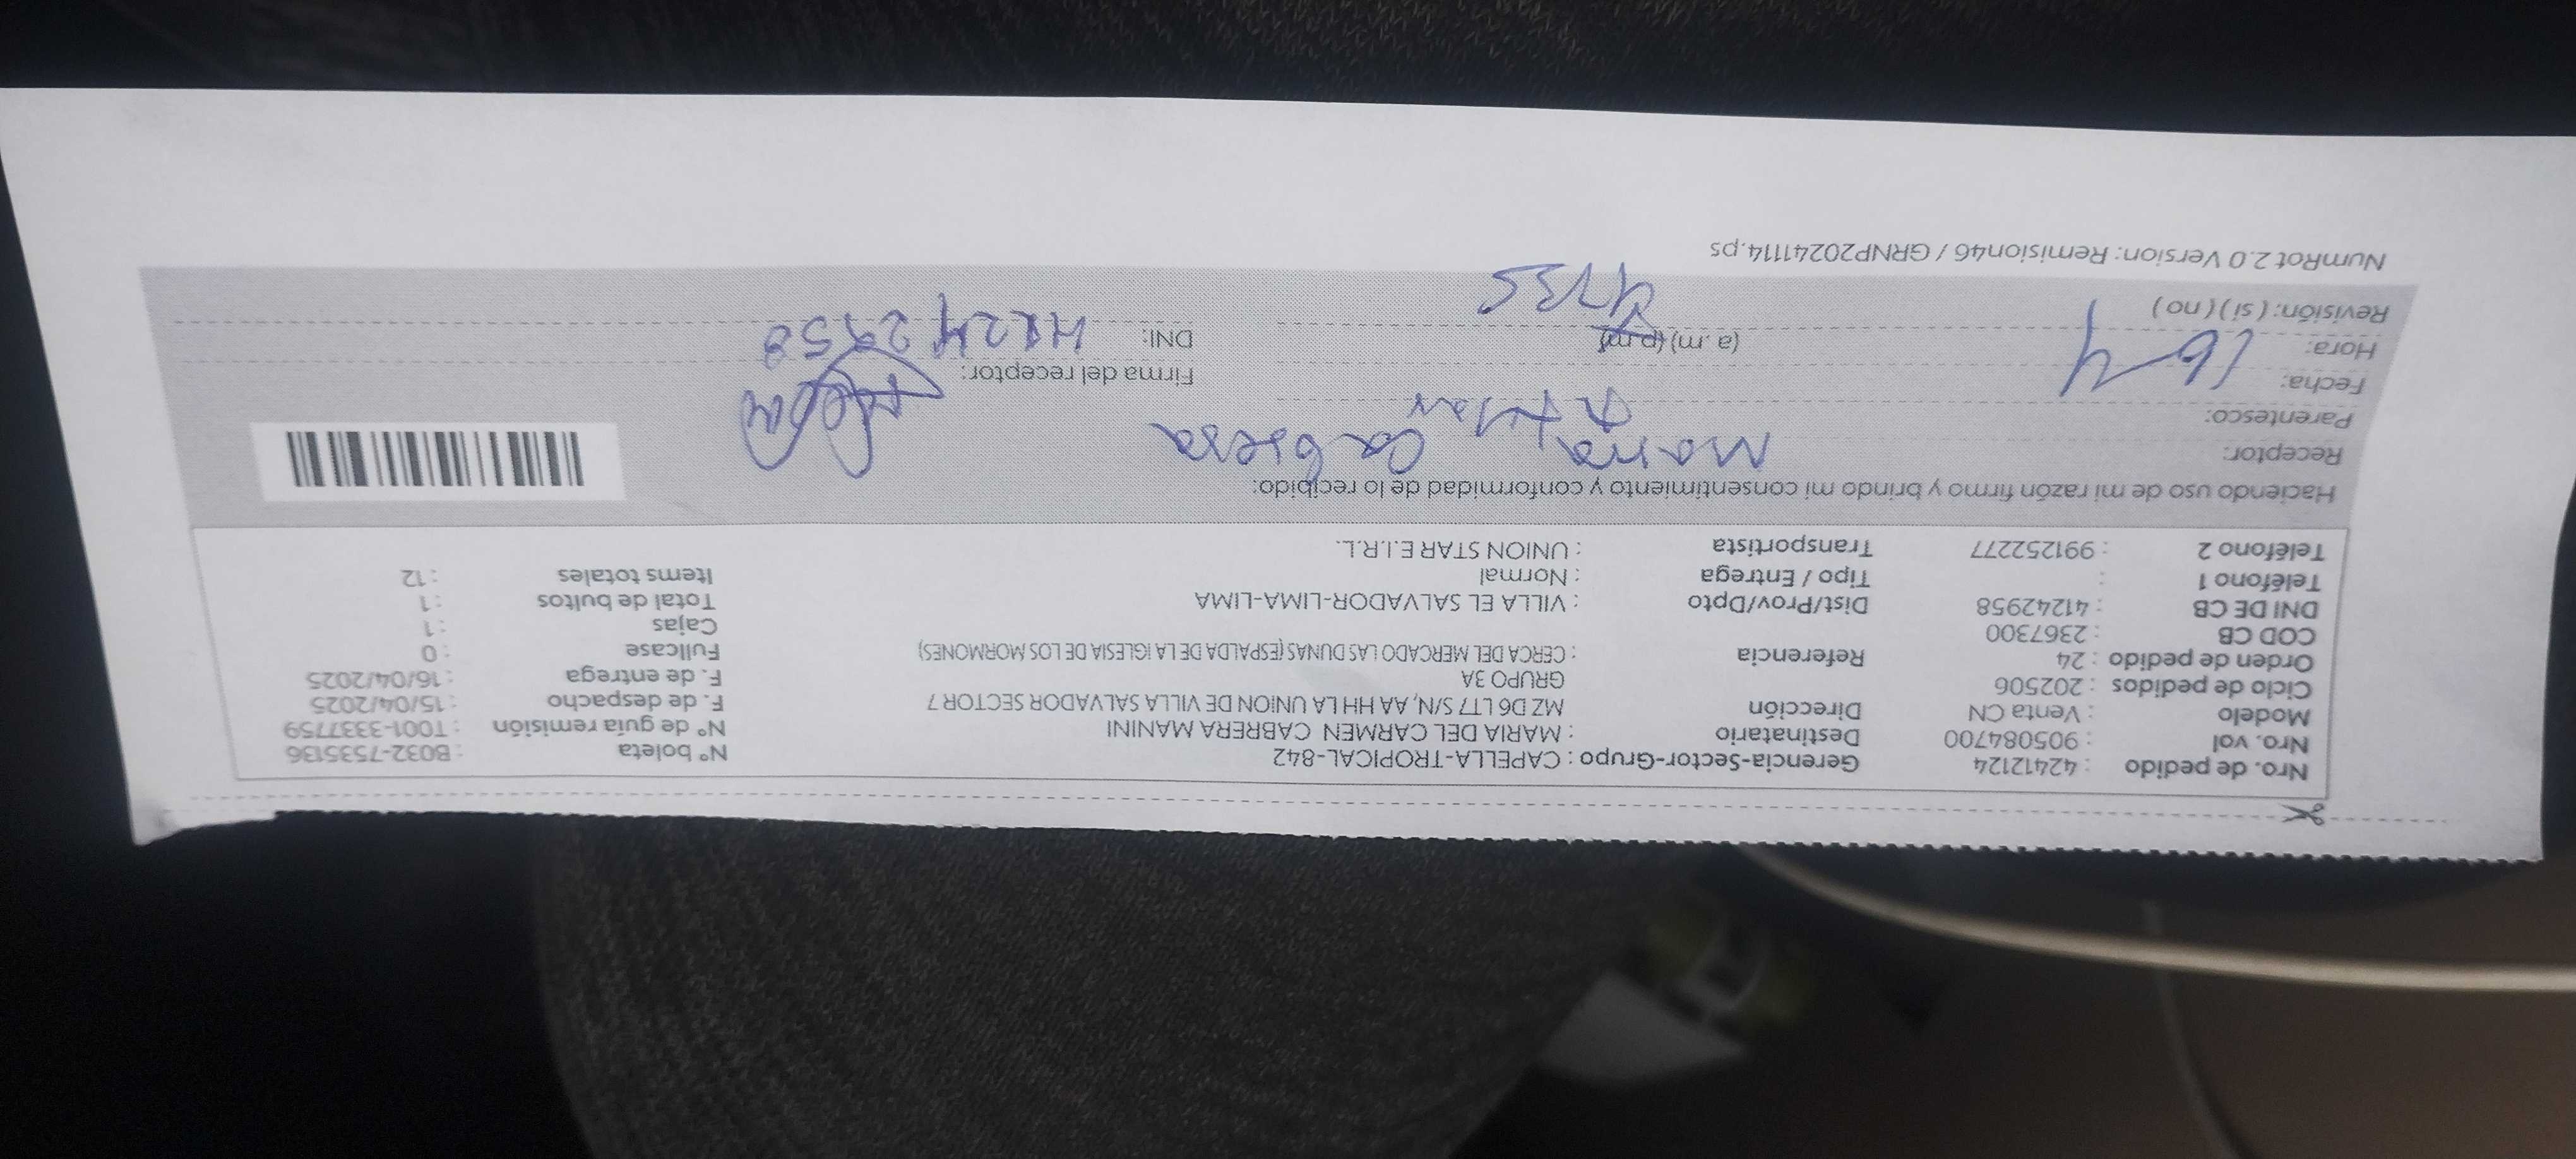 Nro. de pedido : 42412124 Gerencia-Sector-Grupo : CAPELLA-TROPICAL-842 N° boleta : B032-7535136
Nro. val : 905084700 Destinatario : MARIA DEL CARMEN CABRERA MANINI N° de guía remisión : T001-3337759
Modelo : Venta CN Dirección MZ D6 LT7 S/N, AA HH LA UNION DE VILLA SALVADOR SECTOR 7 F. de despacho : 15/04/2025
Ciclo de pedidos : 202506 GRUPO 3A F. de entrega : 16/04/2025
Orden de pedido : 24 Referencia : CERCA DEL MERCADO LAS DUNAS (ESPALDA DE LA IGLESIA DE LOS MORMONES) Fullcase : 0
COD CB : 2367300 Cajas : 1
DNI DE CB : 41242958 Dist/Prov/Dpto : VILLA EL SALVADOR-LIMA-LIMA Total de bultos : 1
Teléfono 1 : Tipo / Entrega : Normal Items totales : 12
Teléfono 2 : 991252277 Transportista : UNION STAR E.I.R.L.
Haciendo uso de mi razón firmo y brindo mi consentimiento y conformidad de lo recibido:
Receptor: Maria Cabrera
Parentesco: titular
Fecha: 16-4 Firma del receptor:
Hora: (a.m) (p.m) DNI: 41242958
Revisión: ( si ) ( no )
NumRot 2.0 Version: Remision46 / GRNP20241114.ps